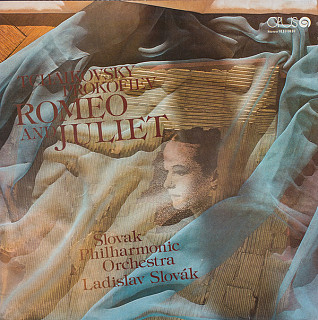 OPUS
TCHAIKOVSKY
PROKOFIEV
ROMEO
AND JULIET
Slovak
Philharmonic
Orchestra
Ladislav Slovák